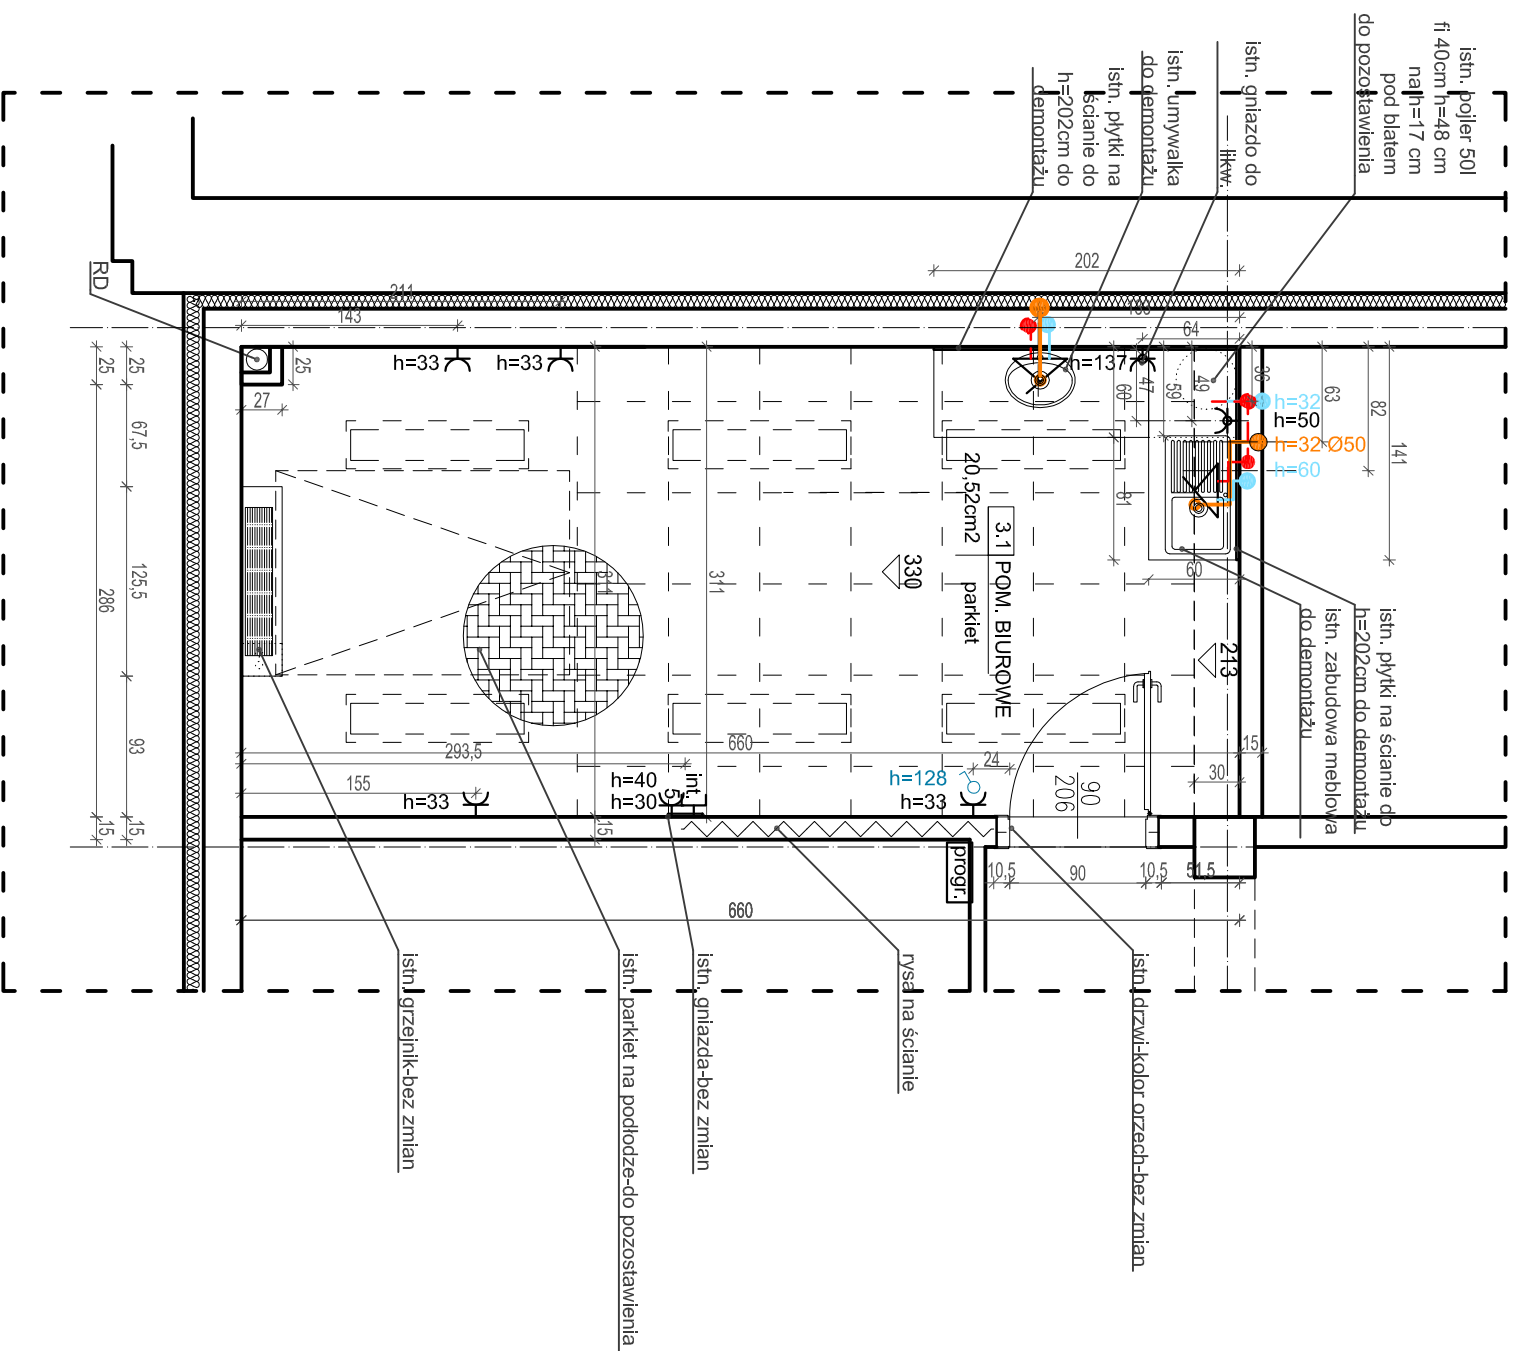 istn. bojler 50l
fi 40cm h=48 cm
na h=17 cm
pod blatem
do pozostawienia
istn. gniazdo do
likw.
istn. umywalka
do demontażu
istn. płytki na
ścianie do
h=202cm do
demontażu
RD
202
211
143
64
h=33
h=33
h=137
25
27
25
25
67,5
125,5
286
93
15
15
47
59
49
60
81
36
63
82
141
h=32
h=50
h=32 Ø50
h=60
20,52cm2
parkiet
3.1
POM. BIUROWE
330
213
60
311
311
istn. płytki na ścianie do
h=202cm do demontażu
istn. zabudowa meblowa
do demontażu
660
293,5
155
15
30
24
h=33
h=40
h=30
int.
5
h=128
h=33
90
206
15
progr.
10,5
90
10,5
51,5
660
istn. drzwi-kolor orzech-bez zmian
rysa na ścianie
istn. gniazda-bez zmian
istn. parkiet na podłodze-do pozostawienia
istn. grzejnik-bez zmian